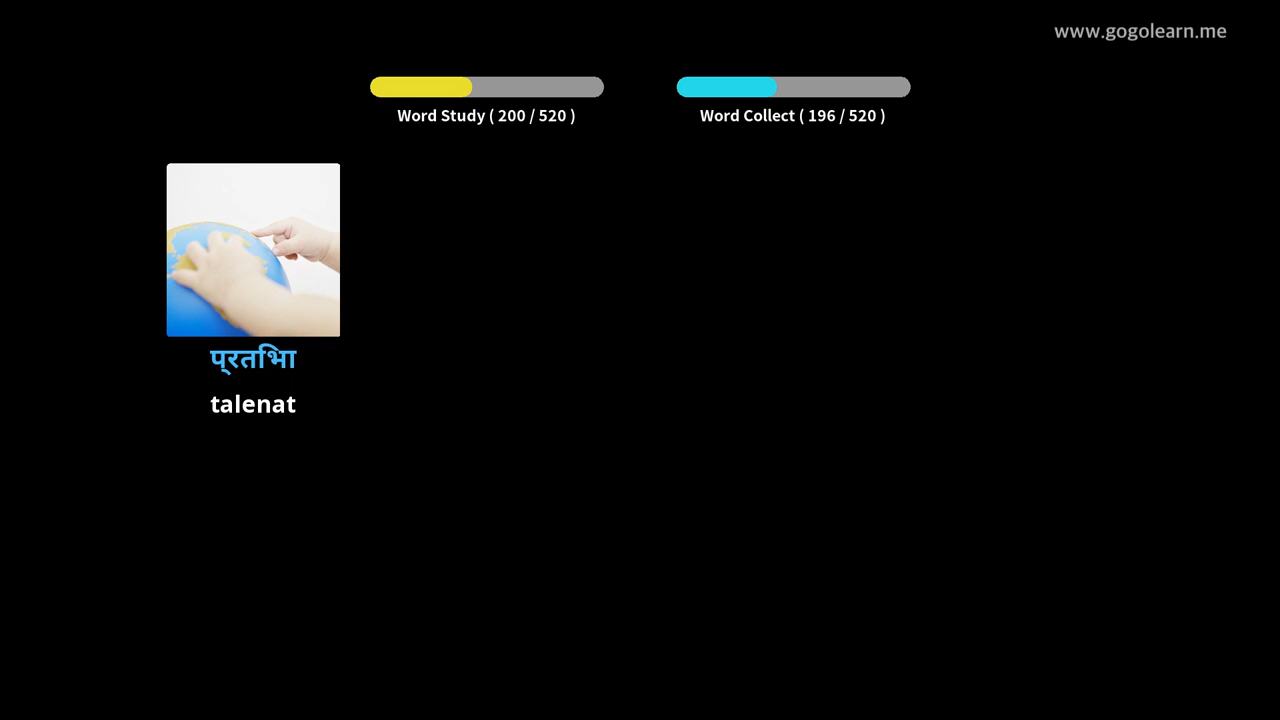 www.gogolearn.me
Word Study ( 200 / 520 )
Word Collect ( 196 / 520 )
प्रतिभा
talenat